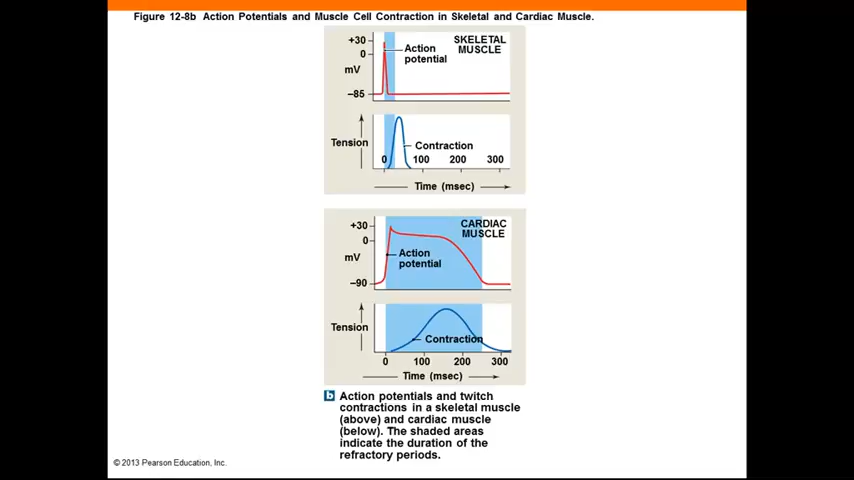 Figure 12-8b Action Potentials and Muscle Cell Contraction in Skeletal and Cardiac Muscle.
+30
0
mV
–85
SKELETAL
MUSCLE
Action
potential
Tension
Contraction
0 100 200 300
Time (msec)
+30
0
mV
–90
CARDIAC
MUSCLE
Action
potential
Tension
Contraction
0 100 200 300
Time (msec)
b Action potentials and twitch
contractions in a skeletal muscle
(above) and cardiac muscle
(below). The shaded areas
indicate the duration of the
refractory periods.
© 2013 Pearson Education, Inc.